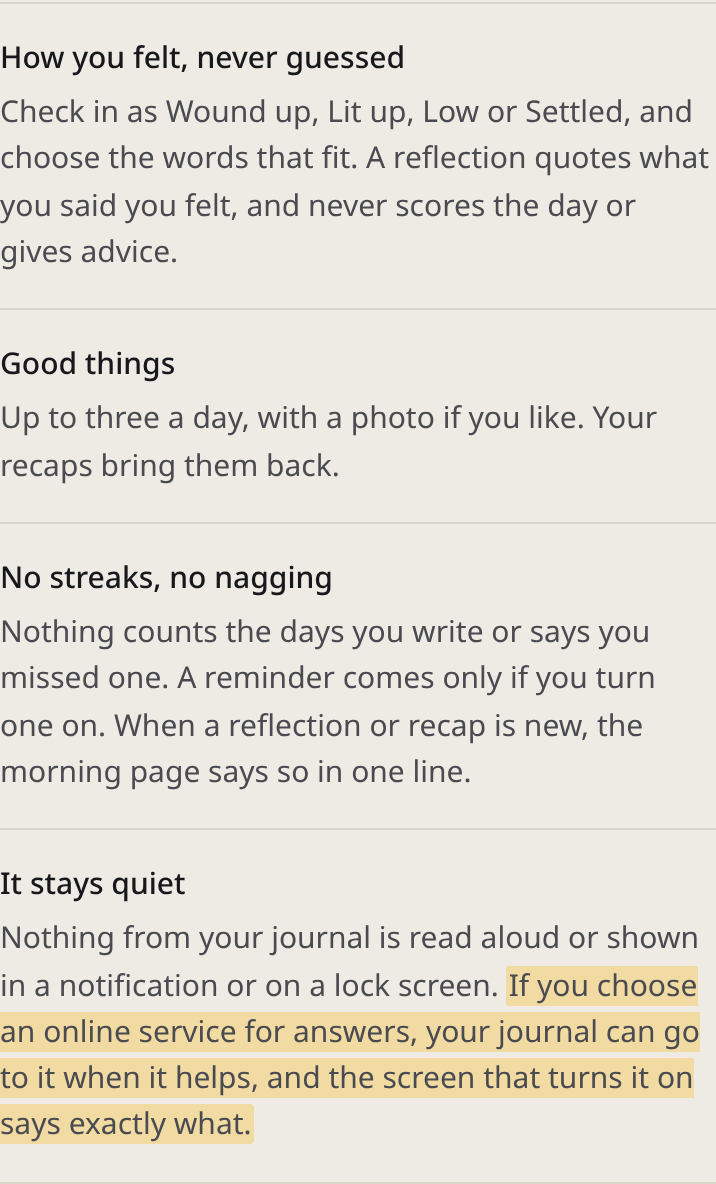 How you felt, never guessed
Check in as Wound up, Lit up, Low or Settled, and
choose the words that fit. A reflection quotes what
you said you felt, and never scores the day or
gives advice.
Good things
Up to three a day, with a photo if you like. Your
recaps bring them back.
No streaks, no nagging
Nothing counts the days you write or says you
missed one. A reminder comes only if you turn
one on. When a reflection or recap is new, the
morning page says so in one line.
It stays quiet
Nothing from your journal is read aloud or shown
in a notification or on a lock screen. If you choose
an online service for answers, your journal can go
to it when it helps, and the screen that turns it on
says exactly what.